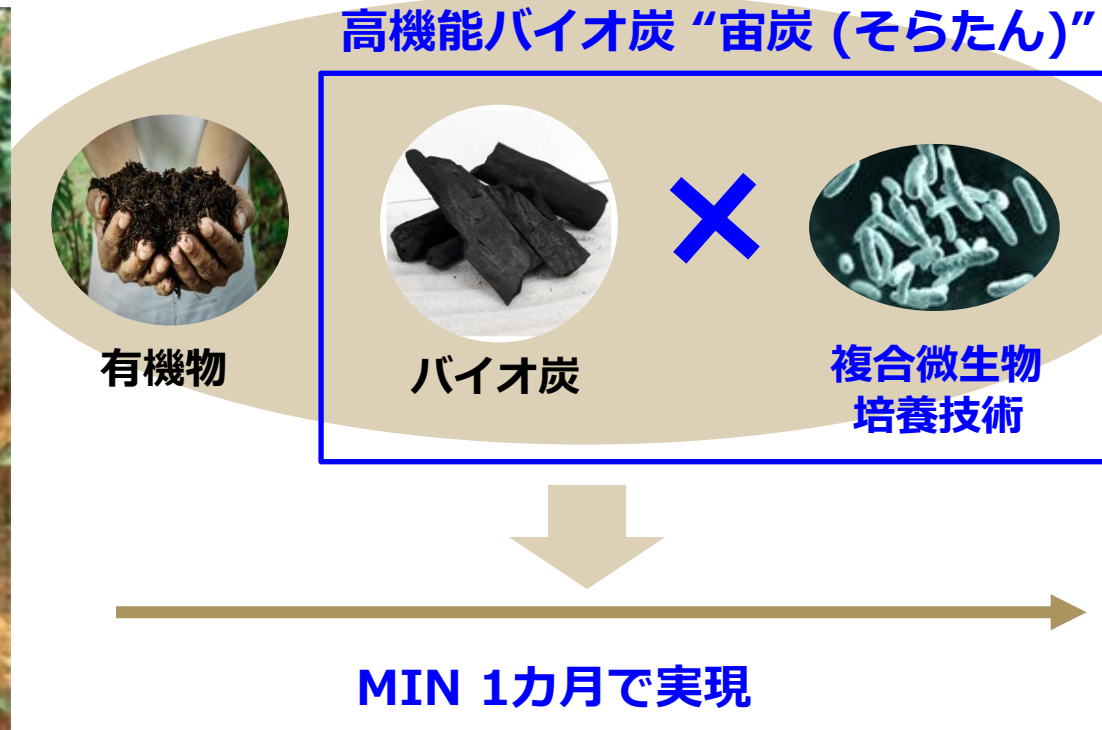 高機能バイオ炭 “宙炭 (そらたん)”
有機物
バイオ炭
複合微生物
培養技術
MIN 1カ月で実現